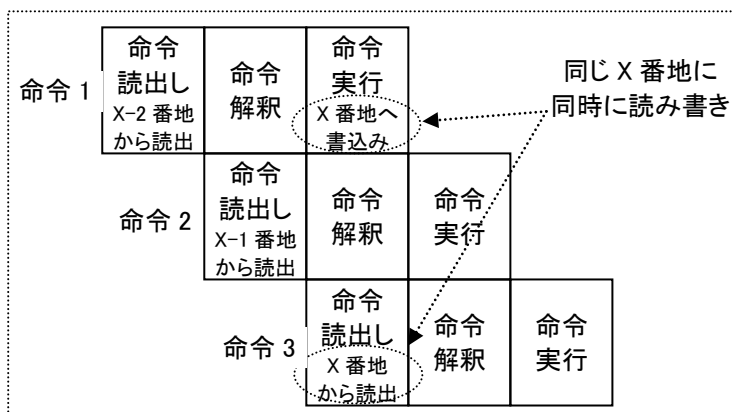 命令 1
命令
読出し
X-2 番地
から読出
命令
解釈
命令
実行
X 番地へ
書込み
同じ X 番地に
同時に読み書き
命令 2
命令
読出し
X-1 番地
から読出
命令
解釈
命令
実行
命令 3
命令
読出し
X 番地
から読出
命令
解釈
命令
実行